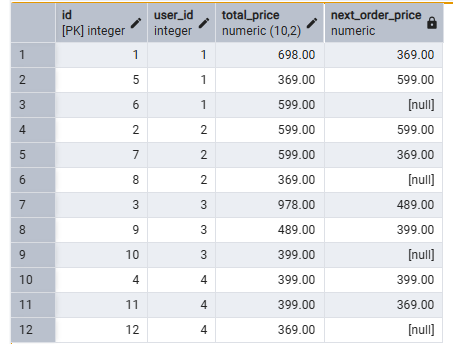 id user_id total_price next_order_price
[PK] integer integer numeric (10,2) numeric
1 1 1 698.00 369.00
2 5 1 369.00 599.00
3 6 1 599.00 [null]
4 2 2 599.00 599.00
5 7 2 599.00 369.00
6 8 2 369.00 [null]
7 3 3 978.00 489.00
8 9 3 489.00 399.00
9 10 3 399.00 [null]
10 4 4 399.00 399.00
11 11 4 399.00 369.00
12 12 4 369.00 [null]